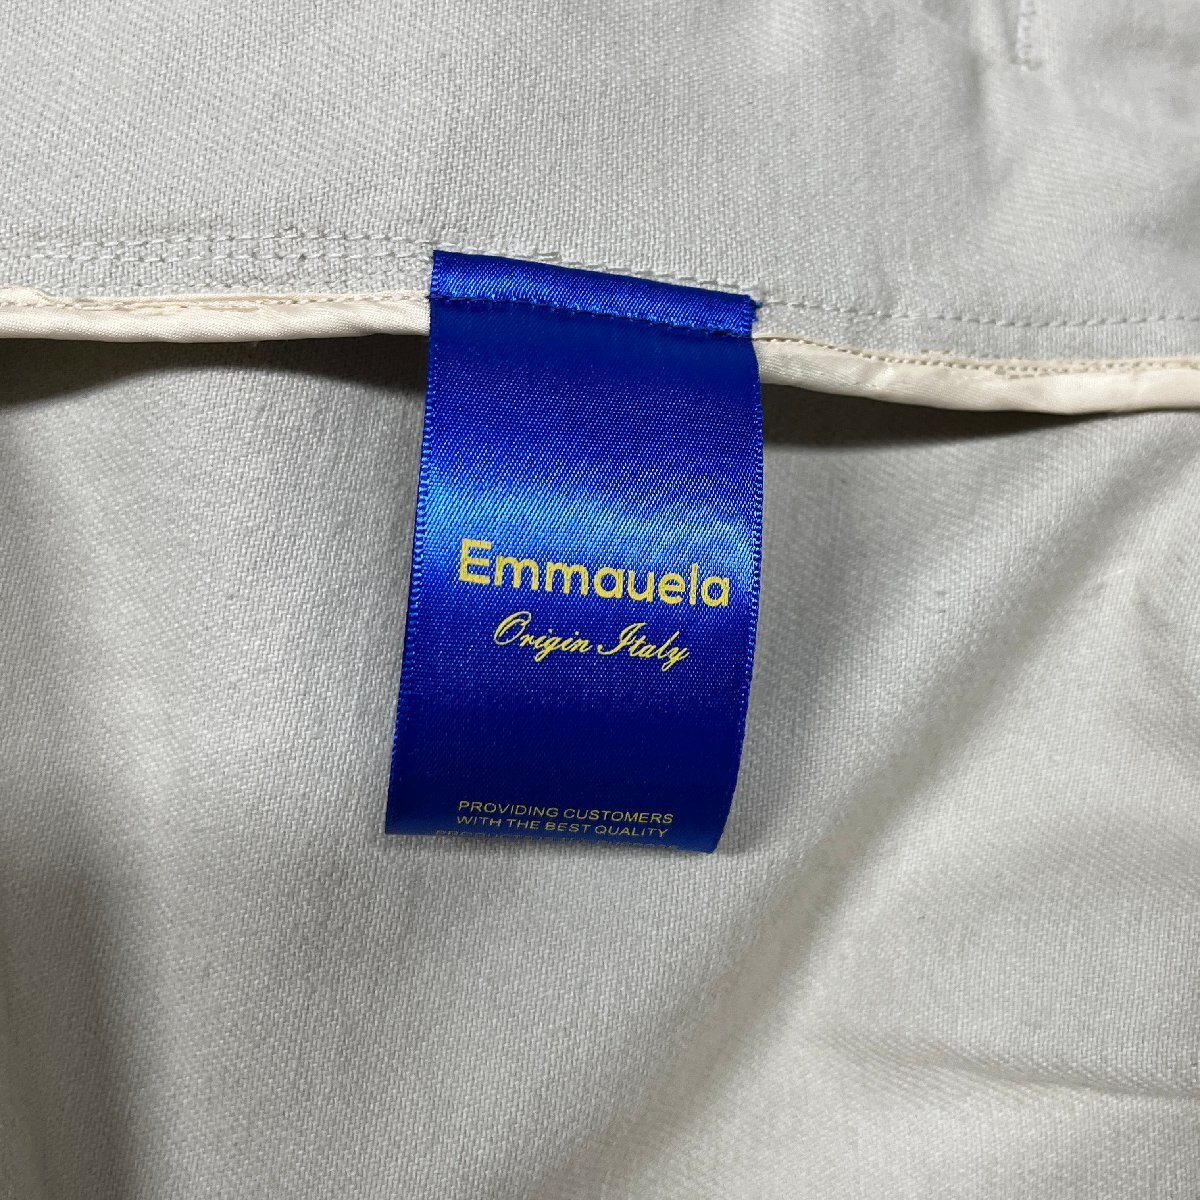 Emmauela
Origin Italy
PROVIDING CUSTOMERS
WITH THE BEST QUALITY